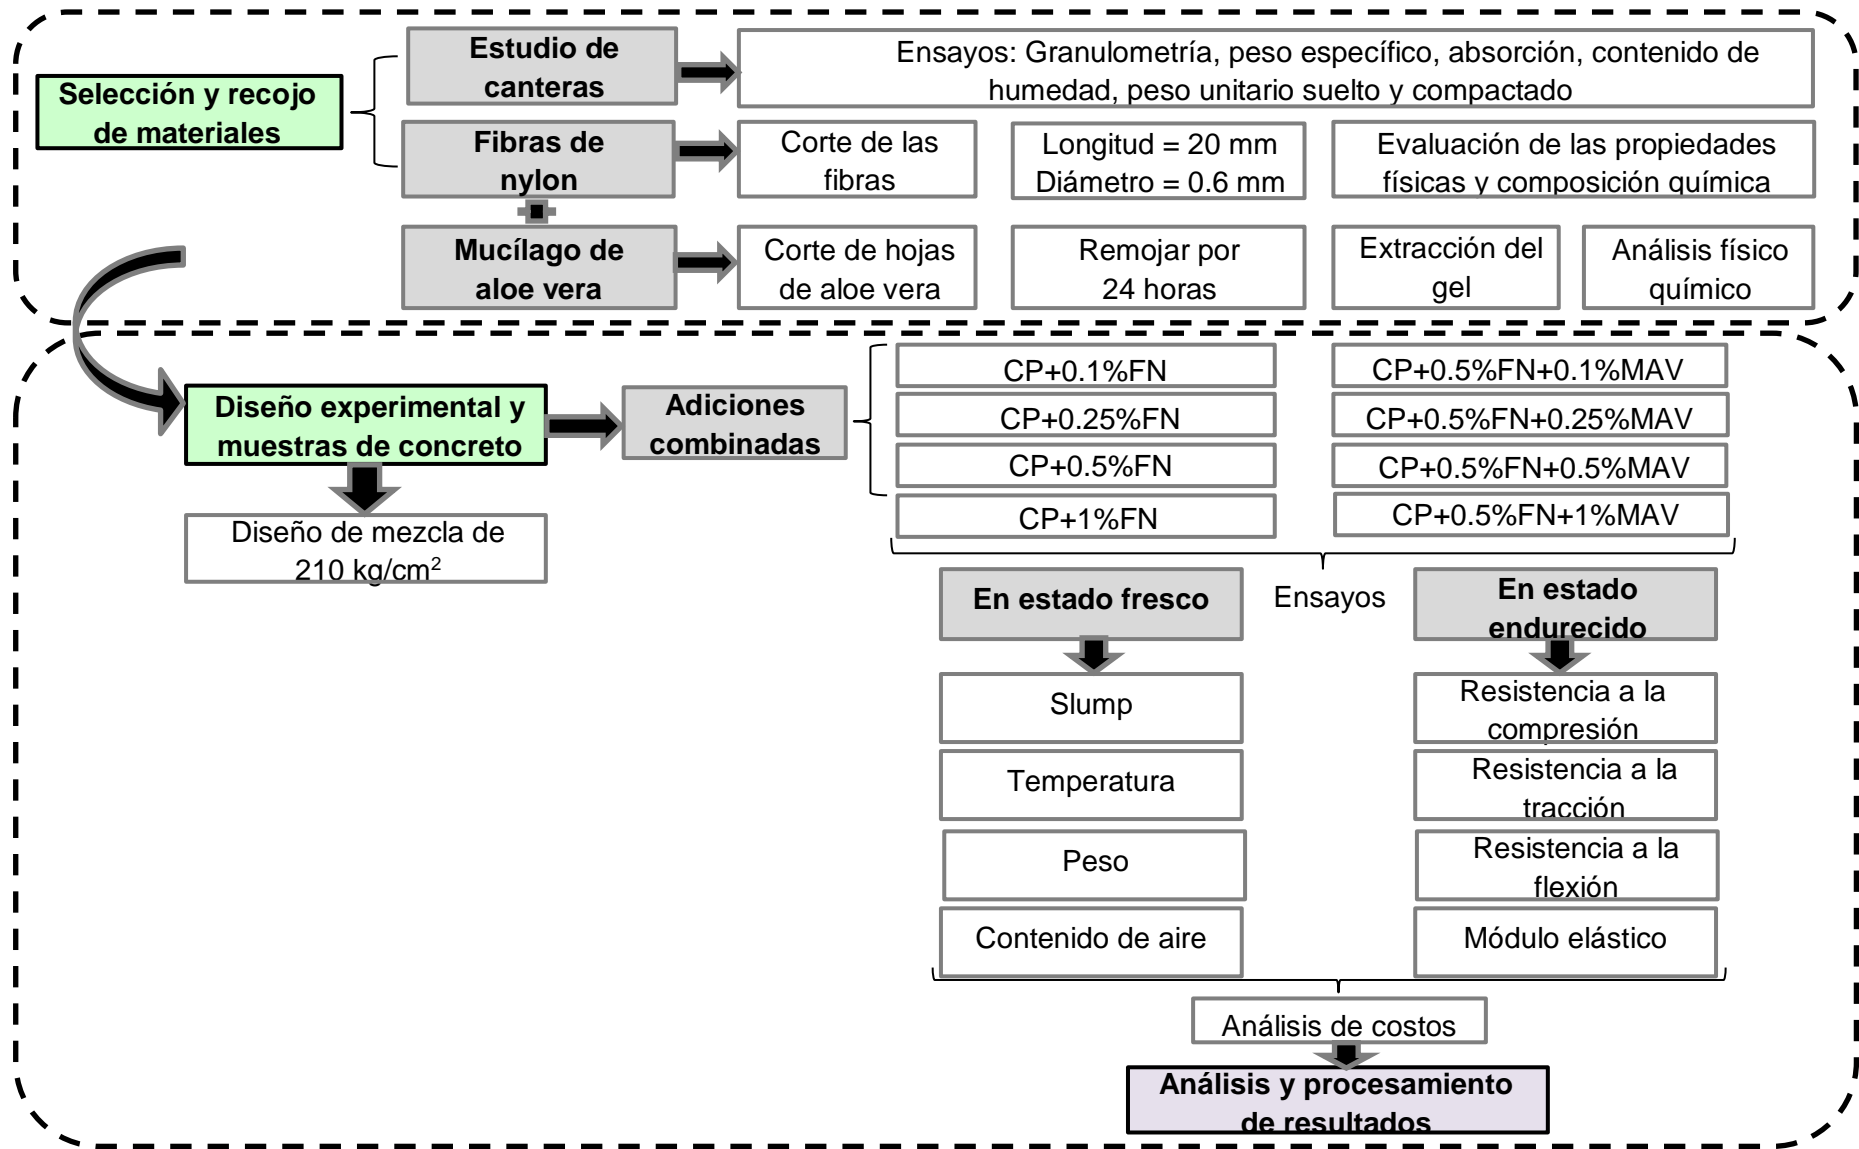 Selección y recojo
de materiales
Estudio de
canteras
Ensayos: Granulometría, peso específico, absorción, contenido de
humedad, peso unitario suelto y compactado
Fibras de
nylon
Corte de las
fibras
Longitud = 20 mm
Diámetro = 0.6 mm
Evaluación de las propiedades
físicas y composición química
Mucílago de
aloe vera
Corte de hojas
de aloe vera
Remojar por
24 horas
Extracción del
gel
Análisis físico
químico
Diseño experimental y
muestras de concreto
Diseño de mezcla de
210 kg/cm²
Adiciones
combinadas
CP+0.1%FN
CP+0.25%FN
CP+0.5%FN
CP+1%FN
CP+0.5%FN+0.1%MAV
CP+0.5%FN+0.25%MAV
CP+0.5%FN+0.5%MAV
CP+0.5%FN+1%MAV
Ensayos
En estado fresco
Slump
Temperatura
Peso
Contenido de aire
En estado
endurecido
Resistencia a la
compresión
Resistencia a la
tracción
Resistencia a la
flexión
Módulo elástico
Análisis de costos
Análisis y procesamiento
de resultados